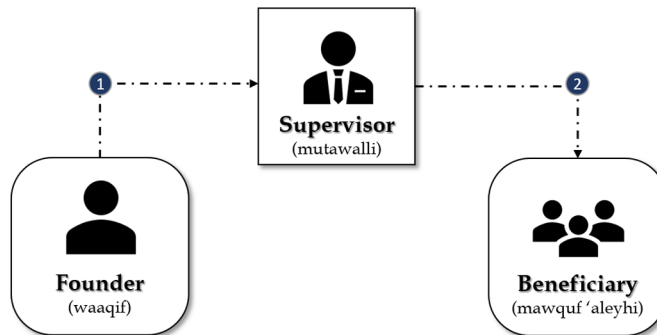 1
2
Supervisor
(mutawalli)
Founder
(waaqif)
Beneficiary
(mawquf ‘aleyhi)